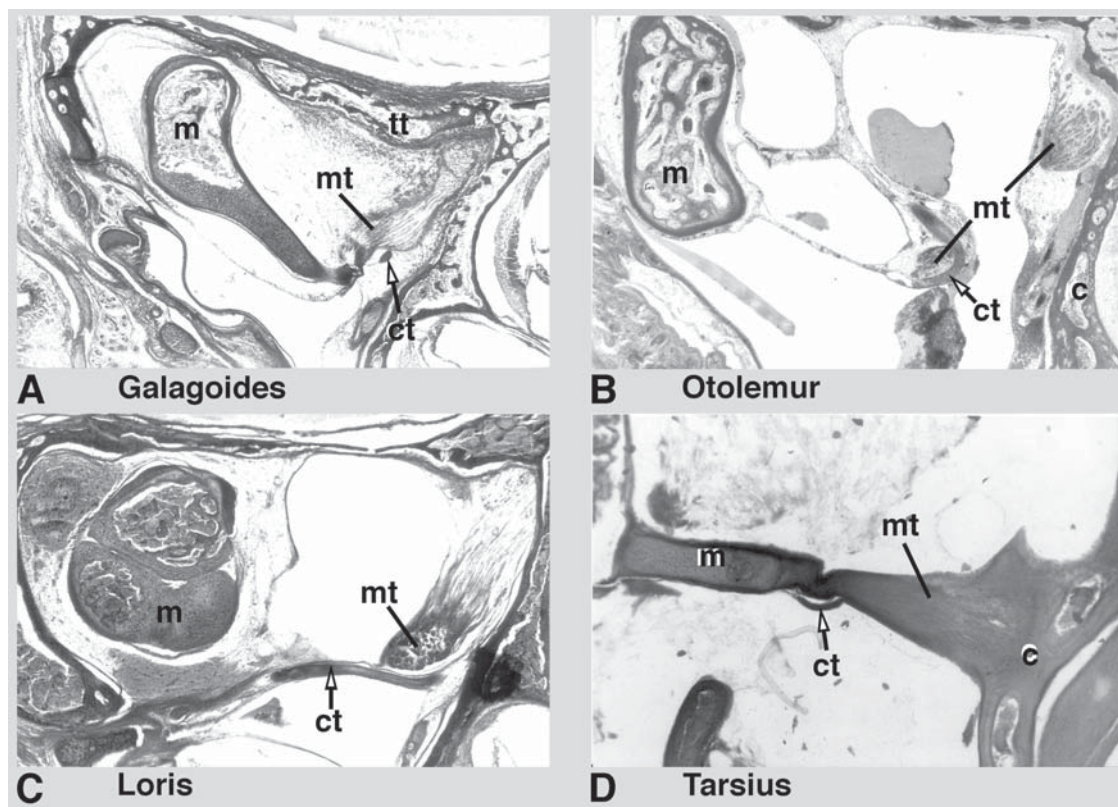 m
tt
mt
ct
A Galagoides
m
mt
ct
c
B Otolemur
m
mt
ct
C Loris
m
mt
ct
c
D Tarsius